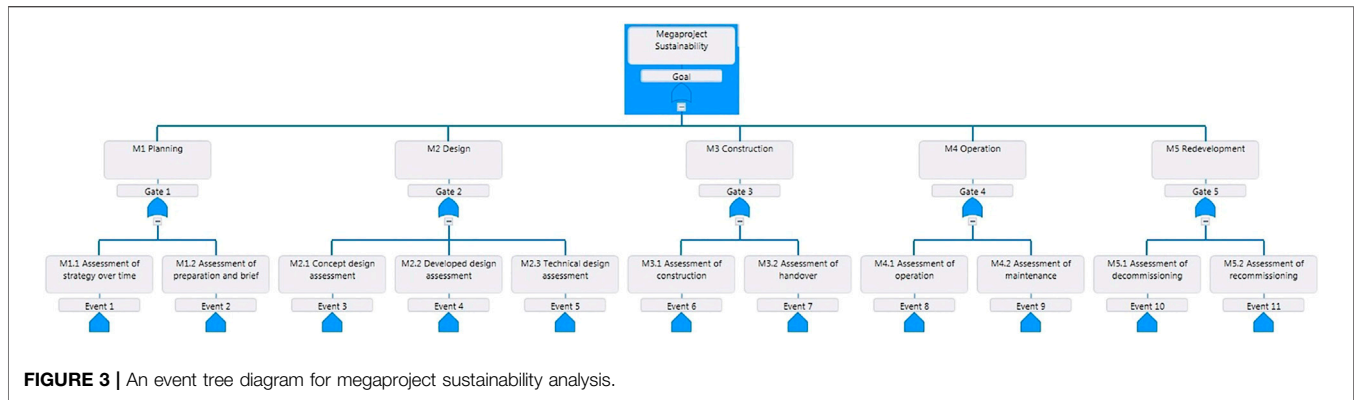 Megaproject
Sustainability
Goal
M1 Planning
M2 Design
M3 Construction
M4 Operation
M5 Redevelopment
Gate 1
Gate 2
Gate 3
Gate 4
Gate 5
M1.1 Assessment of
strategy over time
M1.2 Assessment of
preparation and brief
M2.1 Concept design
assessment
M2.2 Developed design
assessment
M2.3 Technical design
assessment
M3.1 Assessment of
construction
M3.2 Assessment of
handover
M4.1 Assessment of
operation
M4.2 Assessment of
maintenance
M5.1 Assessment of
decommissioning
M5.2 Assessment of
recommissioning
Event 1
Event 2
Event 3
Event 4
Event 5
Event 6
Event 7
Event 8
Event 9
Event 10
Event 11
FIGURE 3 | An event tree diagram for megaproject sustainability analysis.